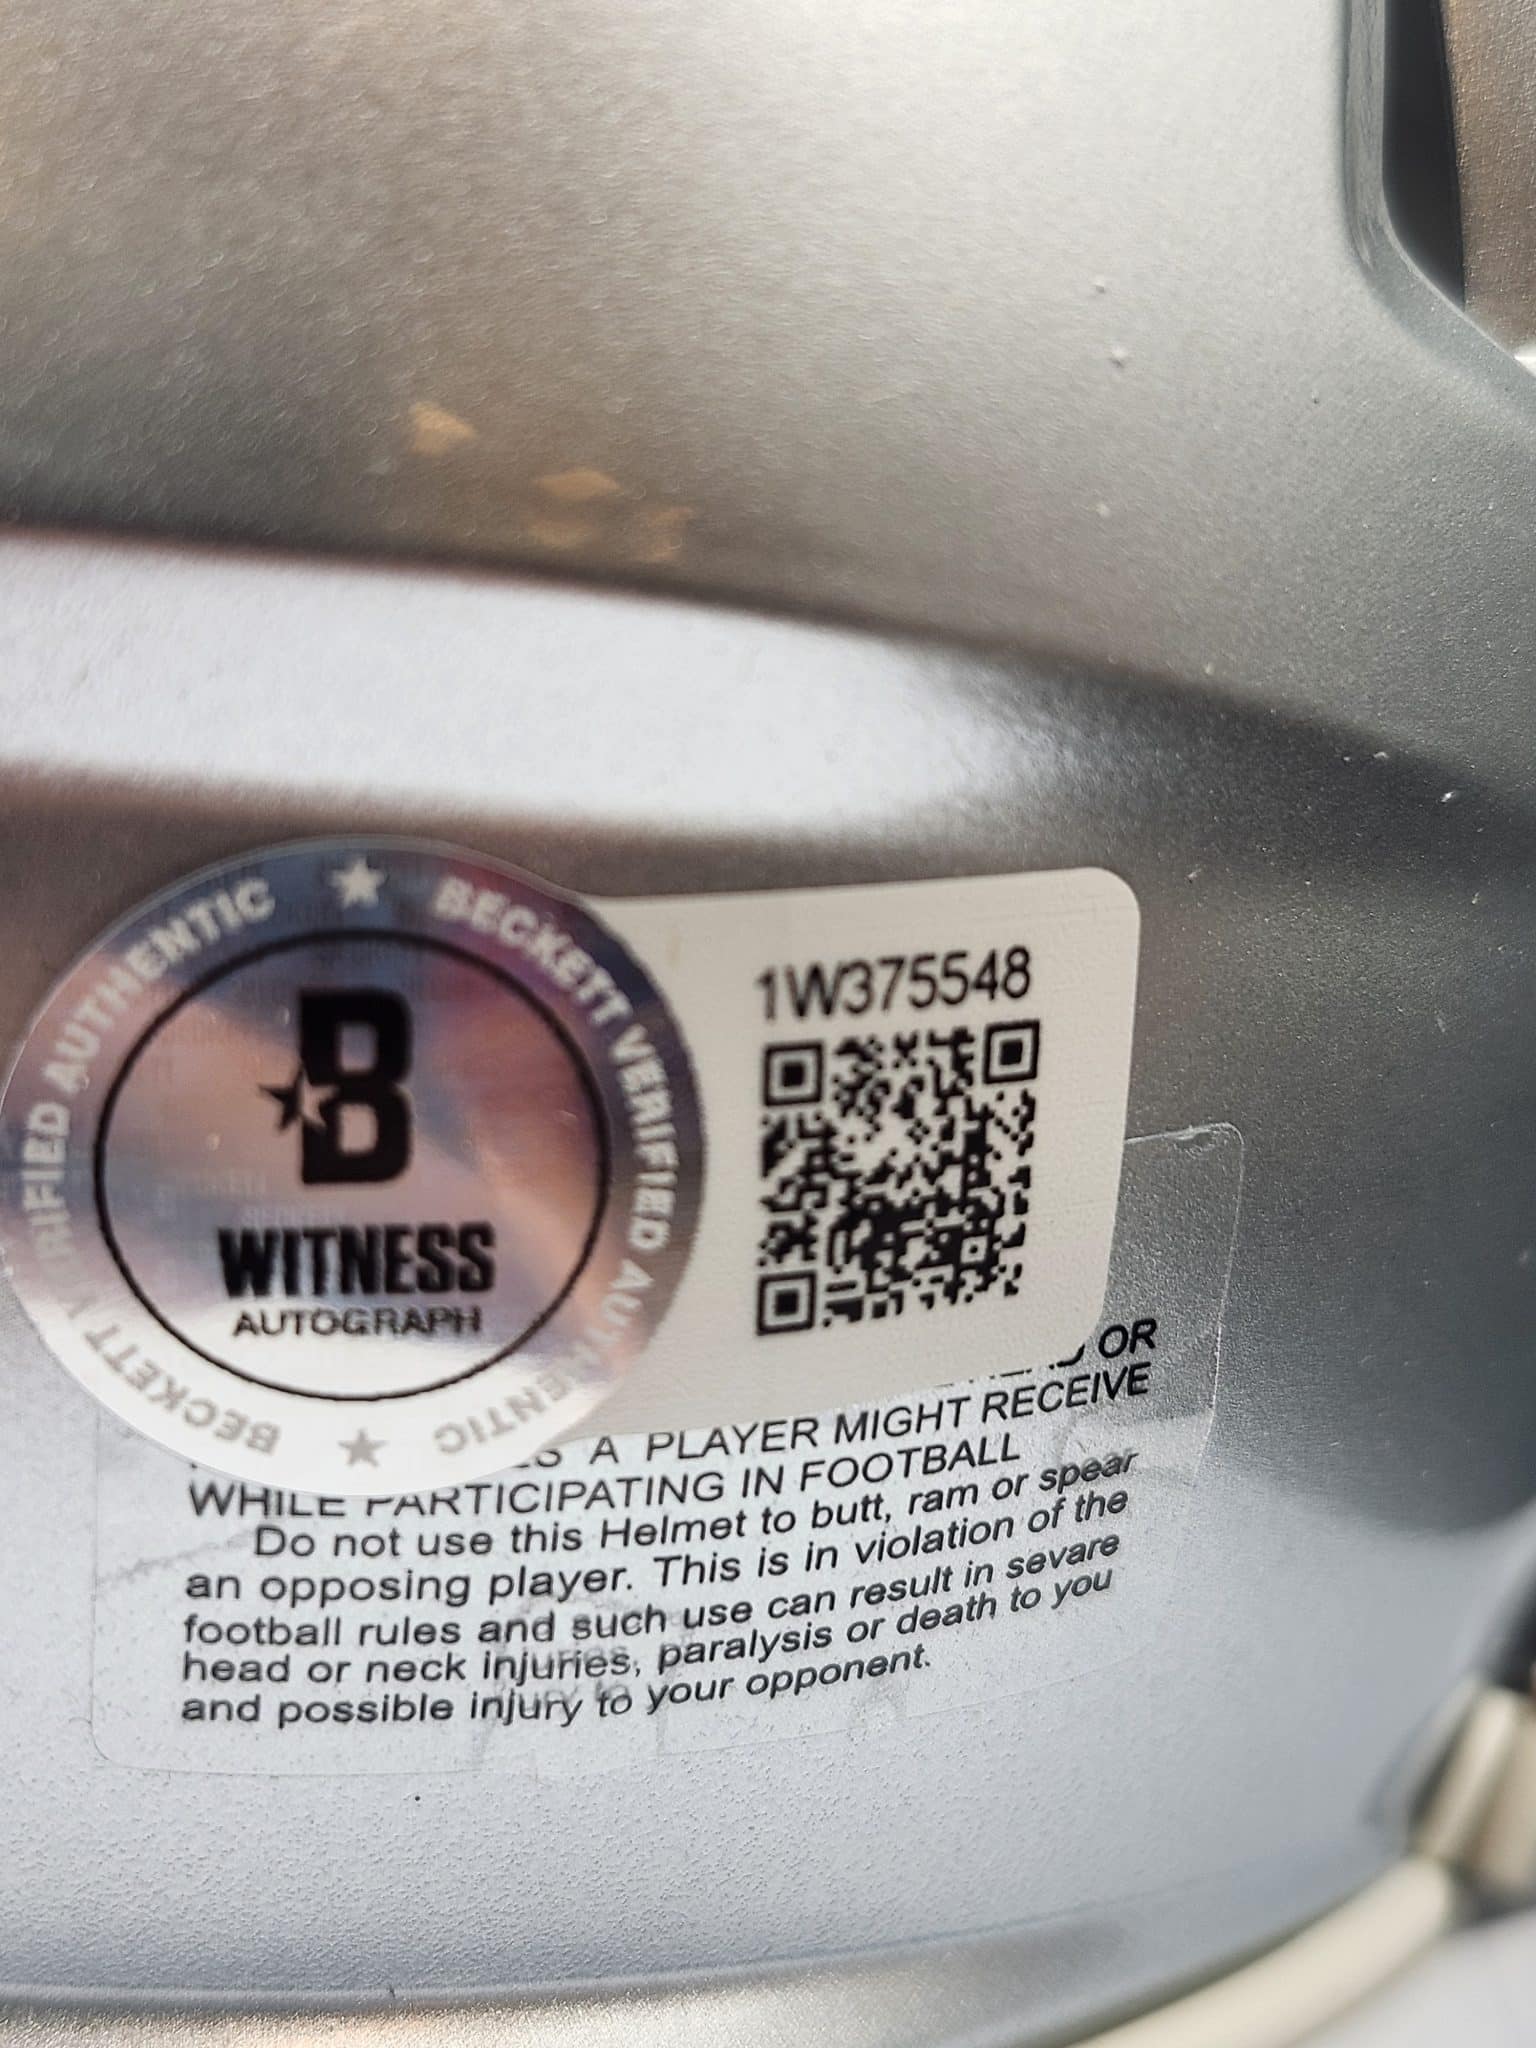 ★ BECKETT VERIFIED AUTHENTIC ★ BECKETT VERIFIED AUTHENTIC
B
WITNESS
AUTOGRAPH
1W375548
OR
A PLAYER MIGHT RECEIVE
WHILE PARTICIPATING IN FOOTBALL
Do not use this Helmet to butt, ram or spear
an opposing player. This is in violation of the
football rules and such use can result in sevare
head or neck injuries, paralysis or death to you
and possible injury to your opponent.